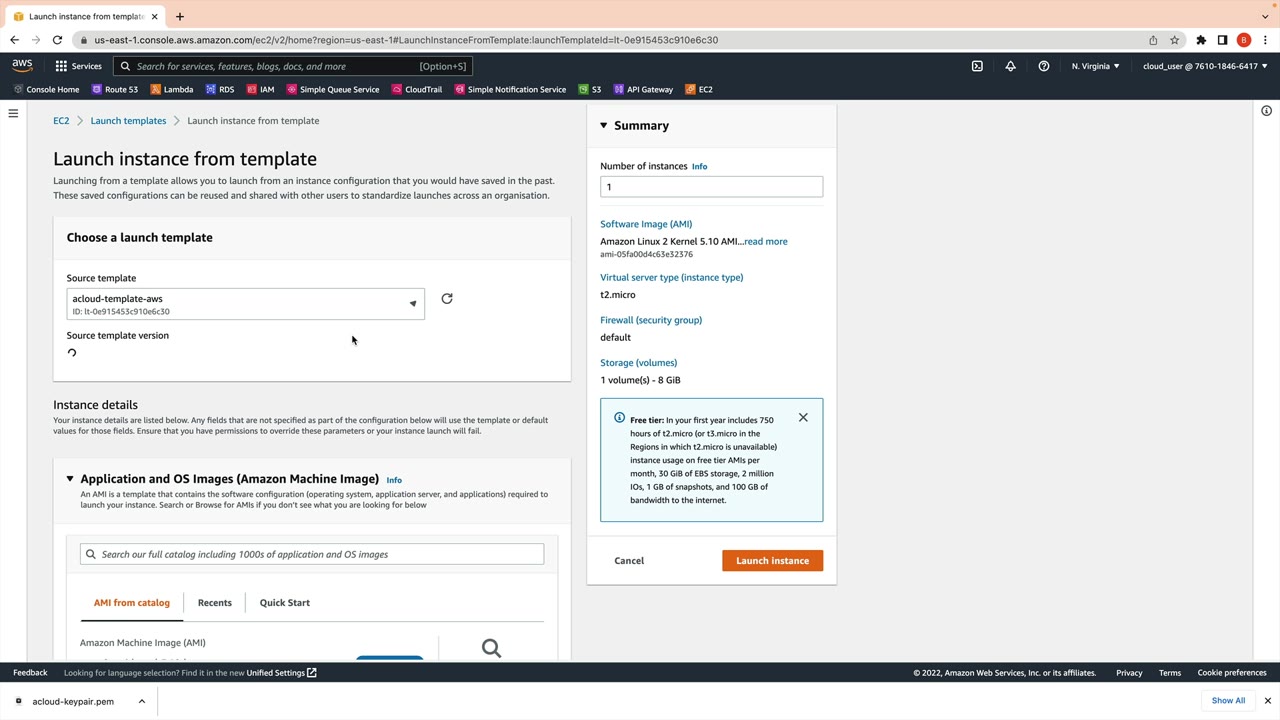 Launch instance from template
us-east-1.console.aws.amazon.com/ec2/v2/home?region=us-east-1#LaunchInstanceFromTemplate:launchTemplateId=lt-0e915453c910e6c30
B
aws
Services
Search for services, features, blogs, docs, and more
[Option+S]
N. Virginia
cloud_user @ 7610-1846-6417
Console Home
Route 53
Lambda
RDS
IAM
Simple Queue Service
CloudTrail
Simple Notification Service
S3
API Gateway
EC2
EC2
Launch templates
Launch instance from template
Launch instance from template
Launching from a template allows you to launch from an instance configuration that you would have saved in the past.
These saved configurations can be reused and shared with other users to standardize launches across an organisation.
Choose a launch template
Source template
acloud-template-aws
ID: lt-0e915453c910e6c30
Source template version
Instance details
Your instance details are listed below. Any fields that are not specified as part of the configuration below will use the template or default
values for those fields. Ensure that you have permissions to override these parameters or your instance launch will fail.
Application and OS Images (Amazon Machine Image)
Info
An AMI is a template that contains the software configuration (operating system, application server, and applications) required to
launch your instance. Search or Browse for AMIs if you don't see what you are looking for below
Search our full catalog including 1000s of application and OS images
AMI from catalog
Recents
Quick Start
Amazon Machine Image (AMI)
Summary
Number of instances Info
1
Software Image (AMI)
Amazon Linux 2 Kernel 5.10 AMI...read more
ami-05fa00d4c63e32376
Virtual server type (instance type)
t2.micro
Firewall (security group)
default
Storage (volumes)
1 volume(s) - 8 GiB
Free tier: In your first year includes 750
hours of t2.micro (or t3.micro in the
Regions in which t2.micro is unavailable)
instance usage on free tier AMIs per
month, 30 GiB of EBS storage, 2 million
IOs, 1 GB of snapshots, and 100 GB of
bandwidth to the internet.
Cancel
Launch instance
Feedback
Looking for language selection? Find it in the new Unified Settings
© 2022, Amazon Web Services, Inc. or its affiliates.
Privacy
Terms
Cookie preferences
acloud-keypair.pem
Show All